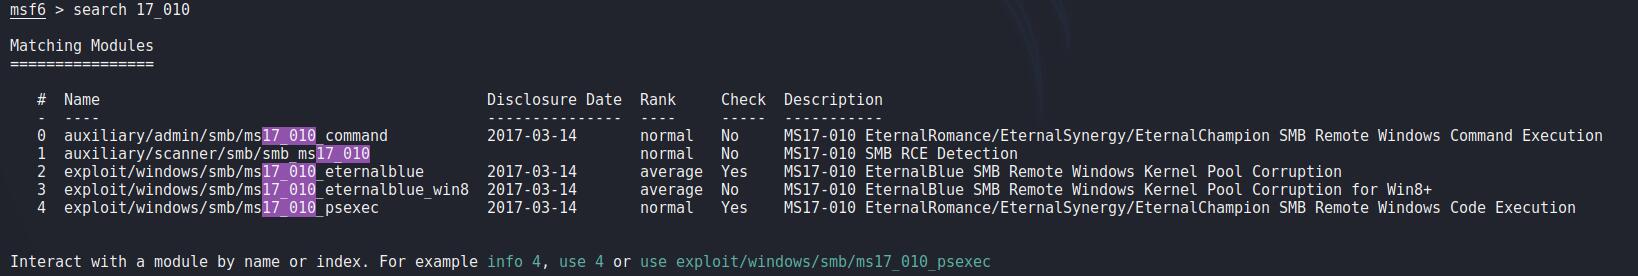 msf6 > search 17_010
Matching Modules
================
#  Name  Disclosure Date  Rank  Check  Description
-  ----  ---------------  ----  -----  -----------
0  auxiliary/admin/smb/ms17_010_command  2017-03-14  normal  No  MS17-010 EternalRomance/EternalSynergy/EternalChampion SMB Remote Windows Command Execution
1  auxiliary/scanner/smb/smb_ms17_010  normal  No  MS17-010 SMB RCE Detection
2  exploit/windows/smb/ms17_010_eternalblue  2017-03-14  average  Yes  MS17-010 EternalBlue SMB Remote Windows Kernel Pool Corruption
3  exploit/windows/smb/ms17_010_eternalblue_win8  2017-03-14  average  No  MS17-010 EternalBlue SMB Remote Windows Kernel Pool Corruption for Win8+
4  exploit/windows/smb/ms17_010_psexec  2017-03-14  normal  Yes  MS17-010 EternalRomance/EternalSynergy/EternalChampion SMB Remote Windows Code Execution
Interact with a module by name or index. For example info 4, use 4 or use exploit/windows/smb/ms17_010_psexec